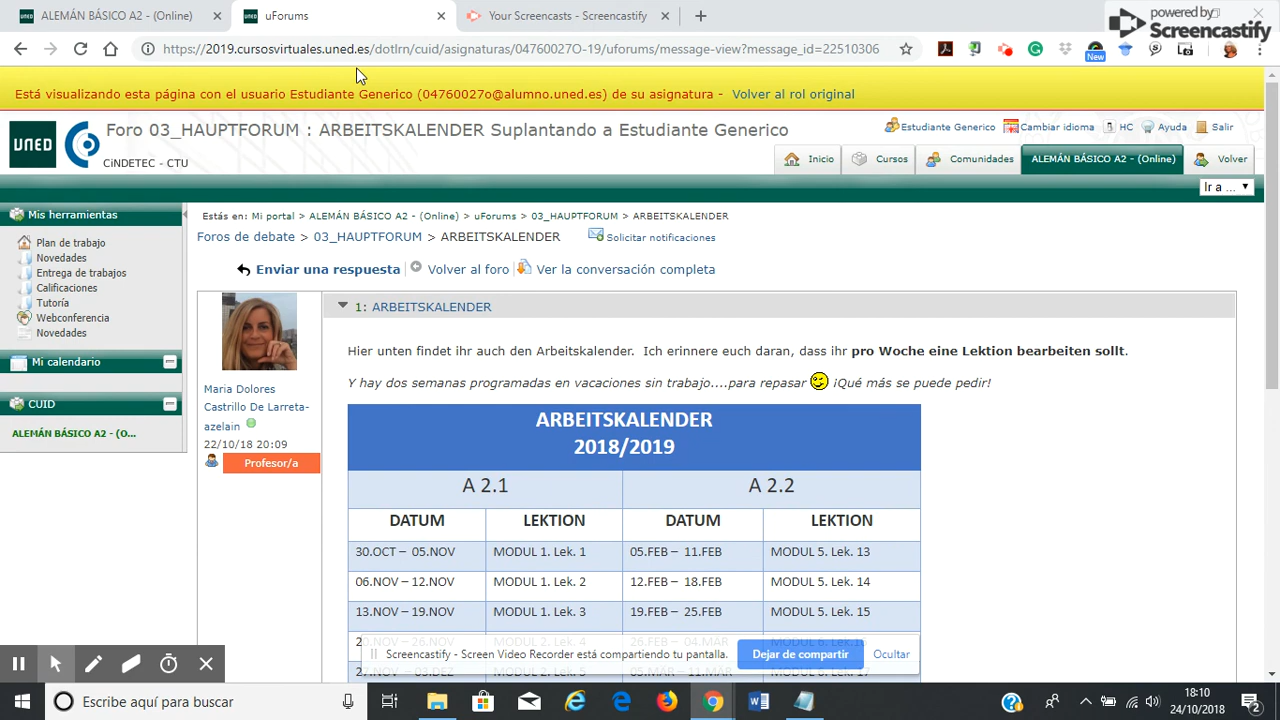 ALEMÁN BÁSICO A2 - (Online)
uForums
Your Screencasts - Screencastify
powered by
Screencastify
https://2019.cursosvirtuales.uned.es/dotlrn/cuid/asignaturas/04760027O-19/uforums/message-view?message_id=22510306
New
Está visualizando esta página con el usuario Estudiante Generico (04760027o@alumno.uned.es) de su asignatura - Volver al rol original
UNED
CiNDETEC - CTU
Foro 03_HAUPTFORUM : ARBEITSKALENDER Suplantando a Estudiante Generico
Estudiante Generico
Cambiar idioma
HC
Ayuda
Salir
Inicio
Cursos
Comunidades
ALEMÁN BÁSICO A2 - (Online)
Volver
Ir a ...
Mis herramientas
Plan de trabajo
Novedades
Entrega de trabajos
Calificaciones
Tutoría
Webconferencia
Novedades
Mi calendario
CUID
ALEMÁN BÁSICO A2 - (O...
Estás en: Mi portal > ALEMÁN BÁSICO A2 - (Online) > uForums > 03_HAUPTFORUM > ARBEITSKALENDER
Foros de debate > 03_HAUPTFORUM > ARBEITSKALENDER
Solicitar notificaciones
Enviar una respuesta
Volver al foro
Ver la conversación completa
Maria Dolores
Castrillo De Larreta-
azelain
22/10/18 20:09
Profesor/a
1: ARBEITSKALENDER
Hier unten findet ihr auch den Arbeitskalender. Ich erinnere euch daran, dass ihr pro Woche eine Lektion bearbeiten sollt.
Y hay dos semanas programadas en vacaciones sin trabajo....para repasar ¡Qué más se puede pedir!
ARBEITSKALENDER
2018/2019
A 2.1
A 2.2
DATUM
LEKTION
DATUM
LEKTION
30.OCT – 05.NOV
MODUL 1. Lek. 1
05.FEB – 11.FEB
MODUL 5. Lek. 13
06.NOV – 12.NOV
MODUL 1. Lek. 2
12.FEB – 18.FEB
MODUL 5. Lek. 14
13.NOV – 19.NOV
MODUL 1. Lek. 3
19.FEB – 25.FEB
MODUL 5. Lek. 15
Screencastify - Screen Video Recorder está compartiendo tu pantalla.
Dejar de compartir
Ocultar
Escribe aquí para buscar
18:10
24/10/2018
2